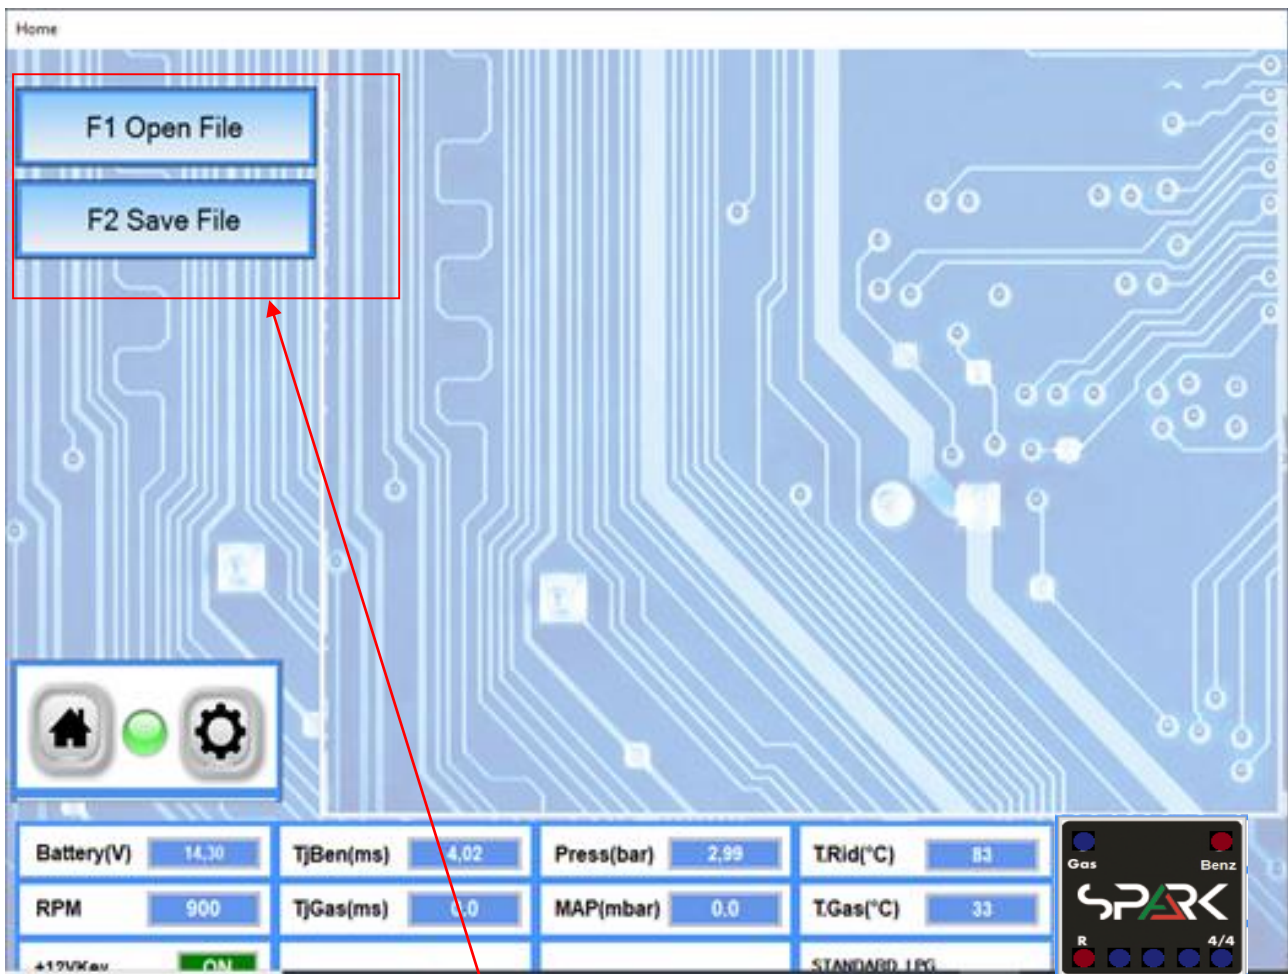 Home
F1 Open File
F2 Save File
Battery(V) 14,30 TjBen(ms) 4,02 Press(bar) 2,99 T.Rid(°C) 83
RPM 900 TjGas(ms) 0.0 MAP(mbar) 0.0 T.Gas(°C) 33
+12VKey ON STANDARD LPG
Gas Benz
SPARK
R 4/4